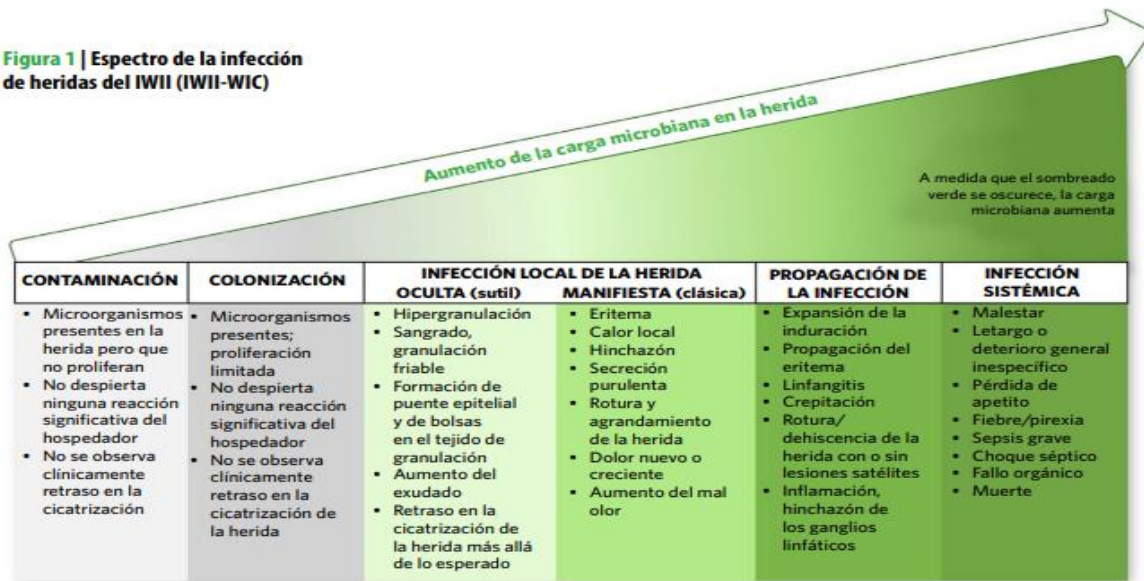 Figura 1 | Espectro de la infección
de heridas del IWII (IWII-WIC)
Aumento de la carga microbiana en la herida
A medida que el sombreado
verde se oscurece, la carga
microbiana aumenta
CONTAMINACIÓN
• Microorganismos
presentes en la
herida pero que
no proliferan
• No despierta
ninguna reacción
significativa del
hospedador
• No se observa
clínicamente
retraso en la
cicatrización
COLONIZACIÓN
• Microorganismos
presentes;
proliferación
limitada
• No despierta
ninguna reacción
significativa del
hospedador
• No se observa
clínicamente
retraso en la
cicatrización de
la herida
INFECCIÓN LOCAL DE LA HERIDA
OCULTA (sutil)
• Hipergranulación
• Sangrado,
granulación
friable
• Formación de
puente epitelial
y de bolsas
en el tejido de
granulación
• Aumento del
exudado
• Retraso en la
cicatrización de
la herida más allá
de lo esperado
MANIFIESTA (clásica)
• Eritema
• Calor local
• Hinchazón
• Secreción
purulenta
• Rotura y
agrandamiento
de la herida
• Dolor nuevo o
creciente
• Aumento del mal
olor
PROPAGACIÓN DE
LA INFECCIÓN
• Expansión de la
induración
• Propagación del
eritema
• Linfangitis
• Crepitación
• Rotura/
dehiscencia de la
herida con o sin
lesiones satélites
• Inflamación,
hinchazón de
los ganglios
linfáticos
INFECCIÓN
SISTÉMICA
• Malestar
• Letargo o
deterioro general
inespecífico
• Pérdida de
apetito
• Fiebre/pirexia
• Sepsis grave
• Choque séptico
• Fallo orgánico
• Muerte